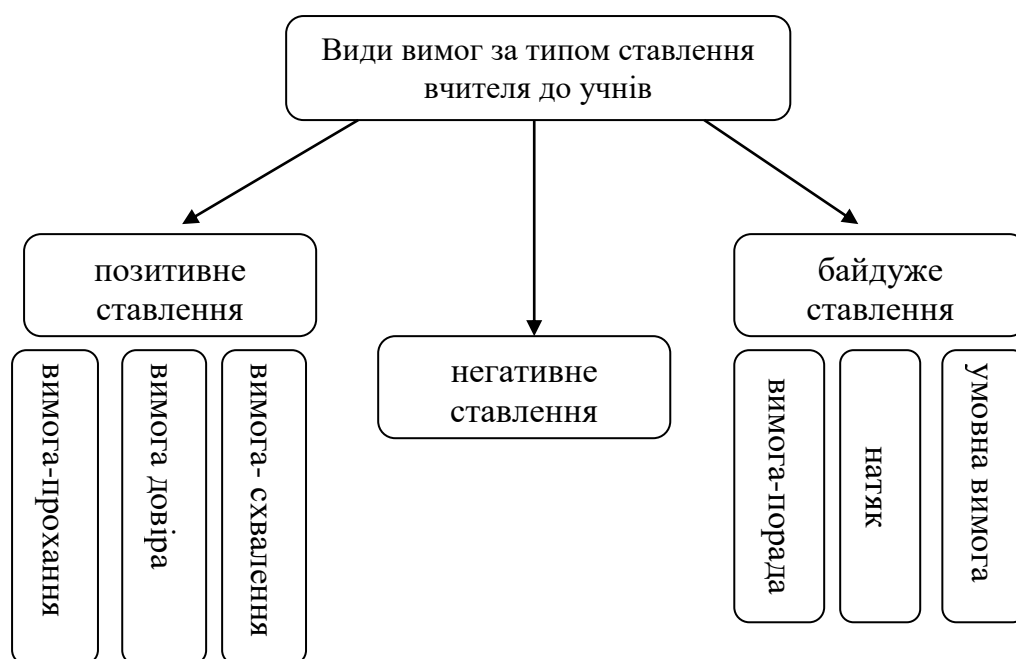 Види вимог за типом ставлення
вчителя до учнів
позитивне
ставлення
негативне
ставлення
байдуже
ставлення
вимога-прохання
вимога довіра
вимога- схвалення
вимога-порада
натяк
умовна вимога